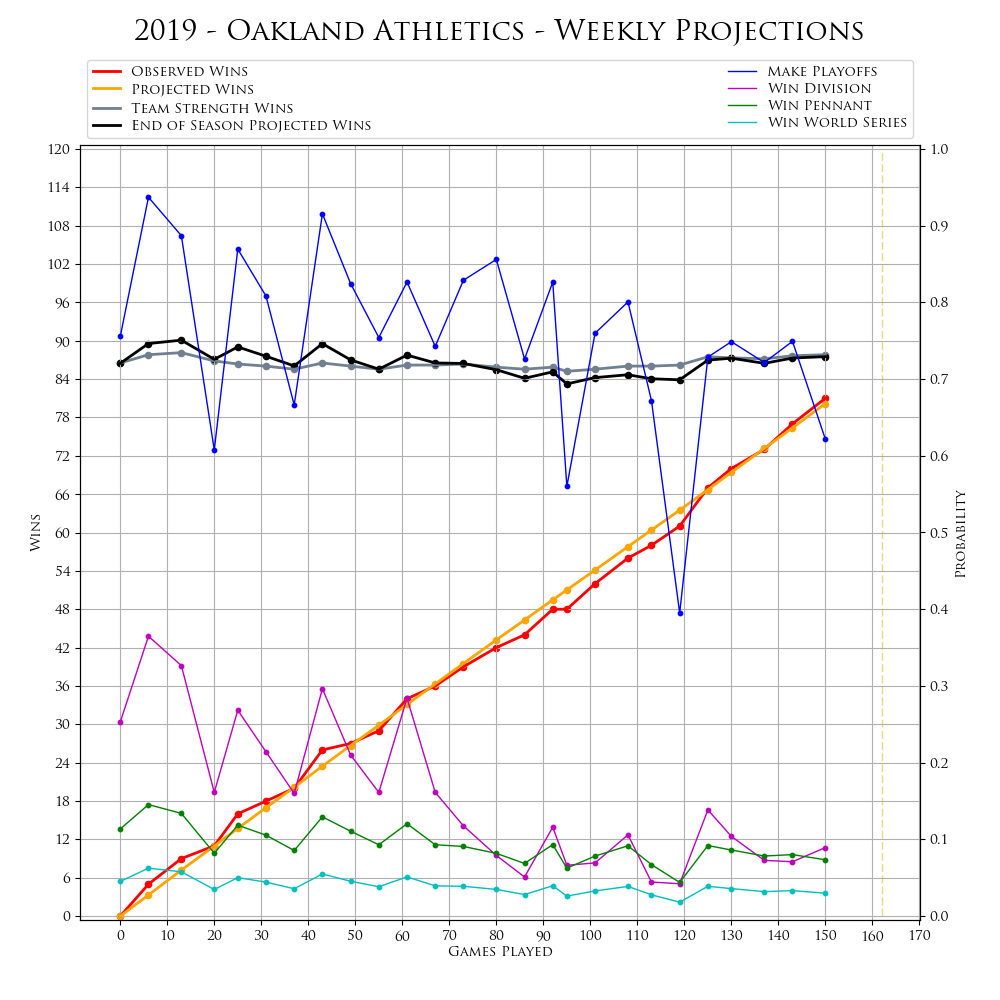 2019 - Oakland Athletics - Weekly Projections
Observed Wins
Projected Wins
Team Strength Wins
End of Season Projected Wins
Make Playoffs
Win Division
Win Pennant
Win World Series
120
114
108
102
96
90
84
78
72
66
60
54
48
42
36
30
24
18
12
6
0
Wins
1.0
0.9
0.8
0.7
0.6
0.5
0.4
0.3
0.2
0.1
0.0
Probability
0 10 20 30 40 50 60 70 80 90 100 110 120 130 140 150 160 170
Games Played